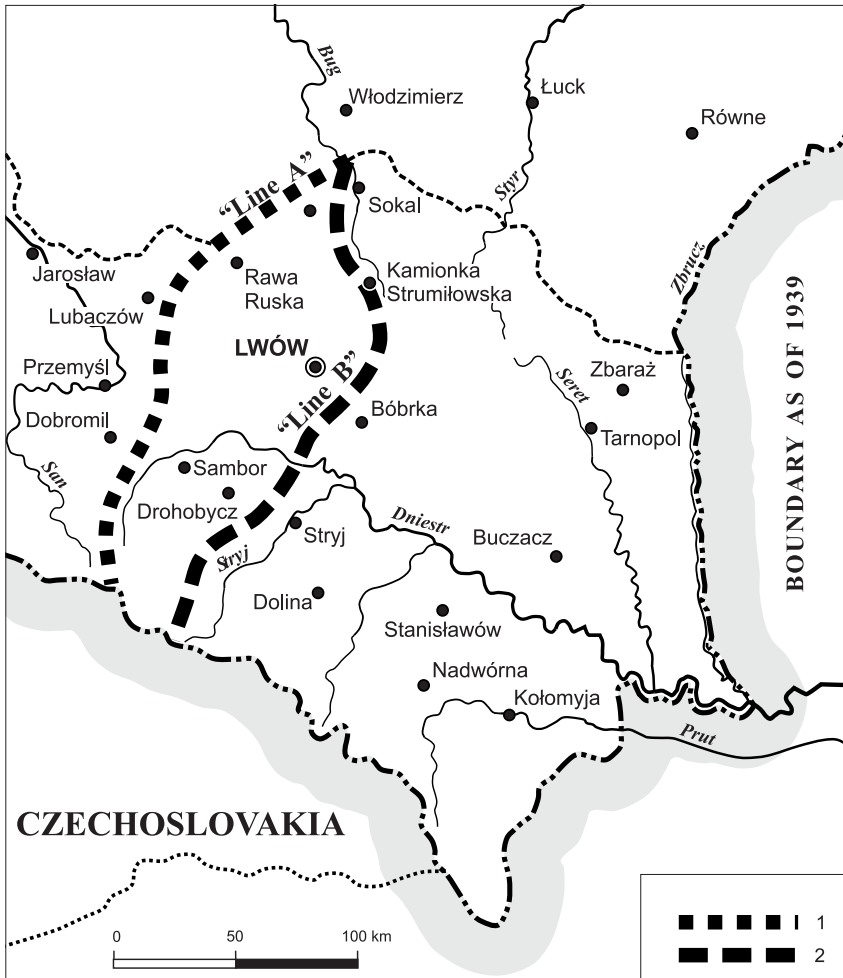 Bug
Włodzimierz
Łuck
Równe
“Line A”
Styr
Sokal
Zbrucz
Jarosław
Rawa
Ruska
Kamionka
Strumiłowska
Lubaczów
LWÓW
BOUNDARY AS OF 1939
Przemyśl
Zbaraż
Seret
“Line B”
Bóbrka
Dobromil
Tarnopol
San
Sambor
Drohobycz
Dniestr
Stryj
Stryj
Buczacz
Dolina
Stanisławów
Nadwórna
Kołomyja
Prut
CZECHOSLOVAKIA
0
50
100 km
1
2